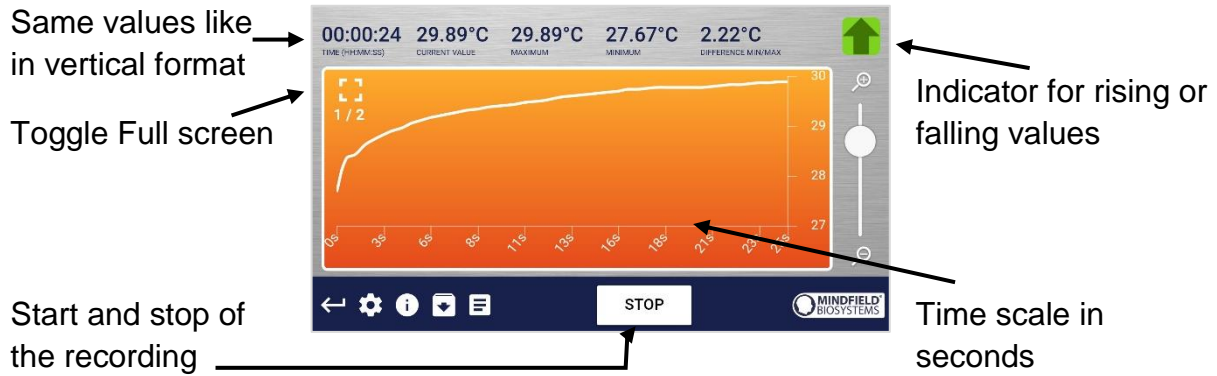 Same values like
in vertical format
Toggle Full screen
Start and stop of
the recording
00:00:24 29.89°C 29.89°C 27.67°C 2.22°C
TIME (HH:MM:SS) CURRENT VALUE MAXIMUM MINIMUM DIFFERENCE MIN/MAX
1 / 2
30
29
28
27
0s 3s 6s 8s 11s 13s 16s 18s 21s 23s 26s
STOP
MINDFIELD®
BIOSYSTEMS
Indicator for rising or
falling values
Time scale in
seconds